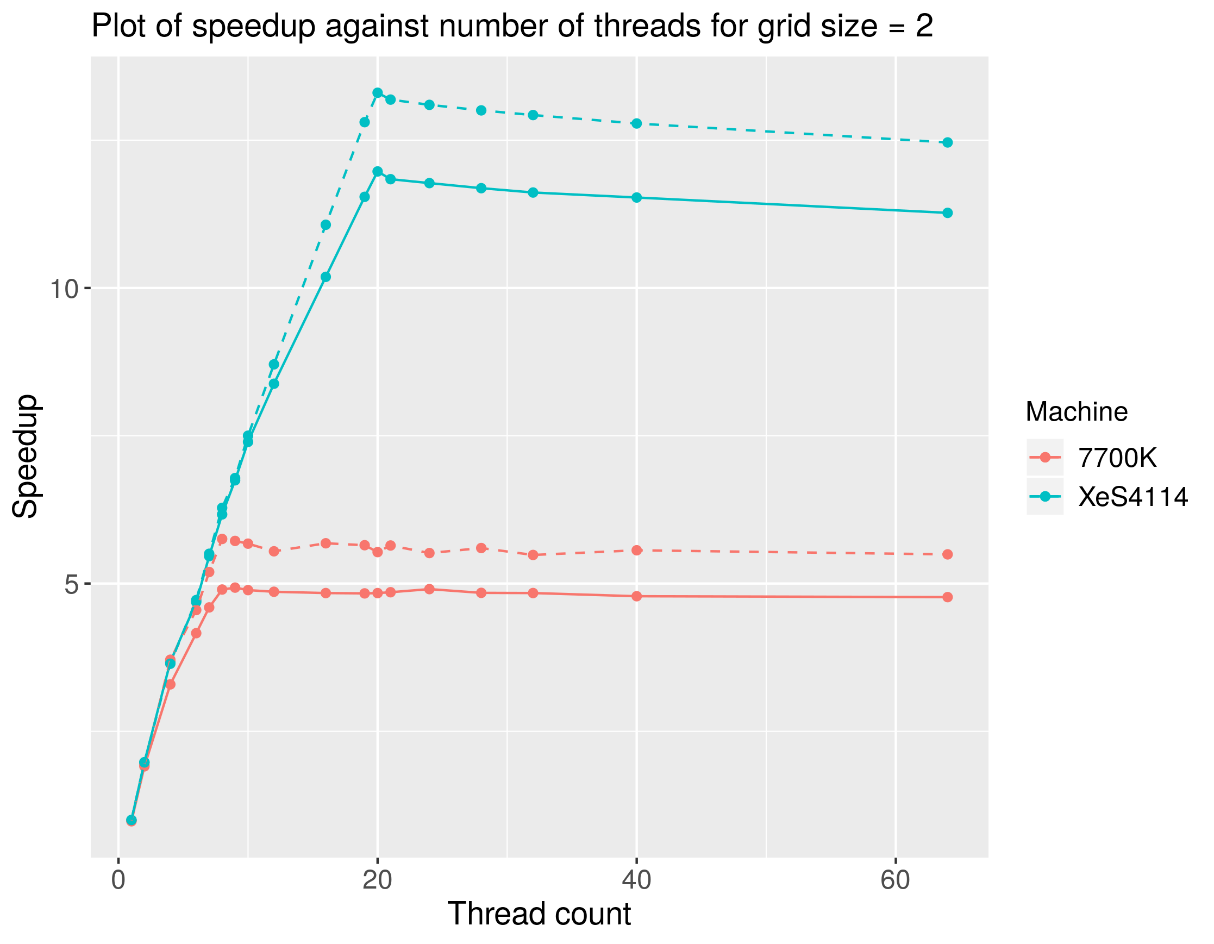 Plot of speedup against number of threads for grid size = 2
10
5
Speedup
0
20
40
60
Thread count
Machine
7700K
XeS4114